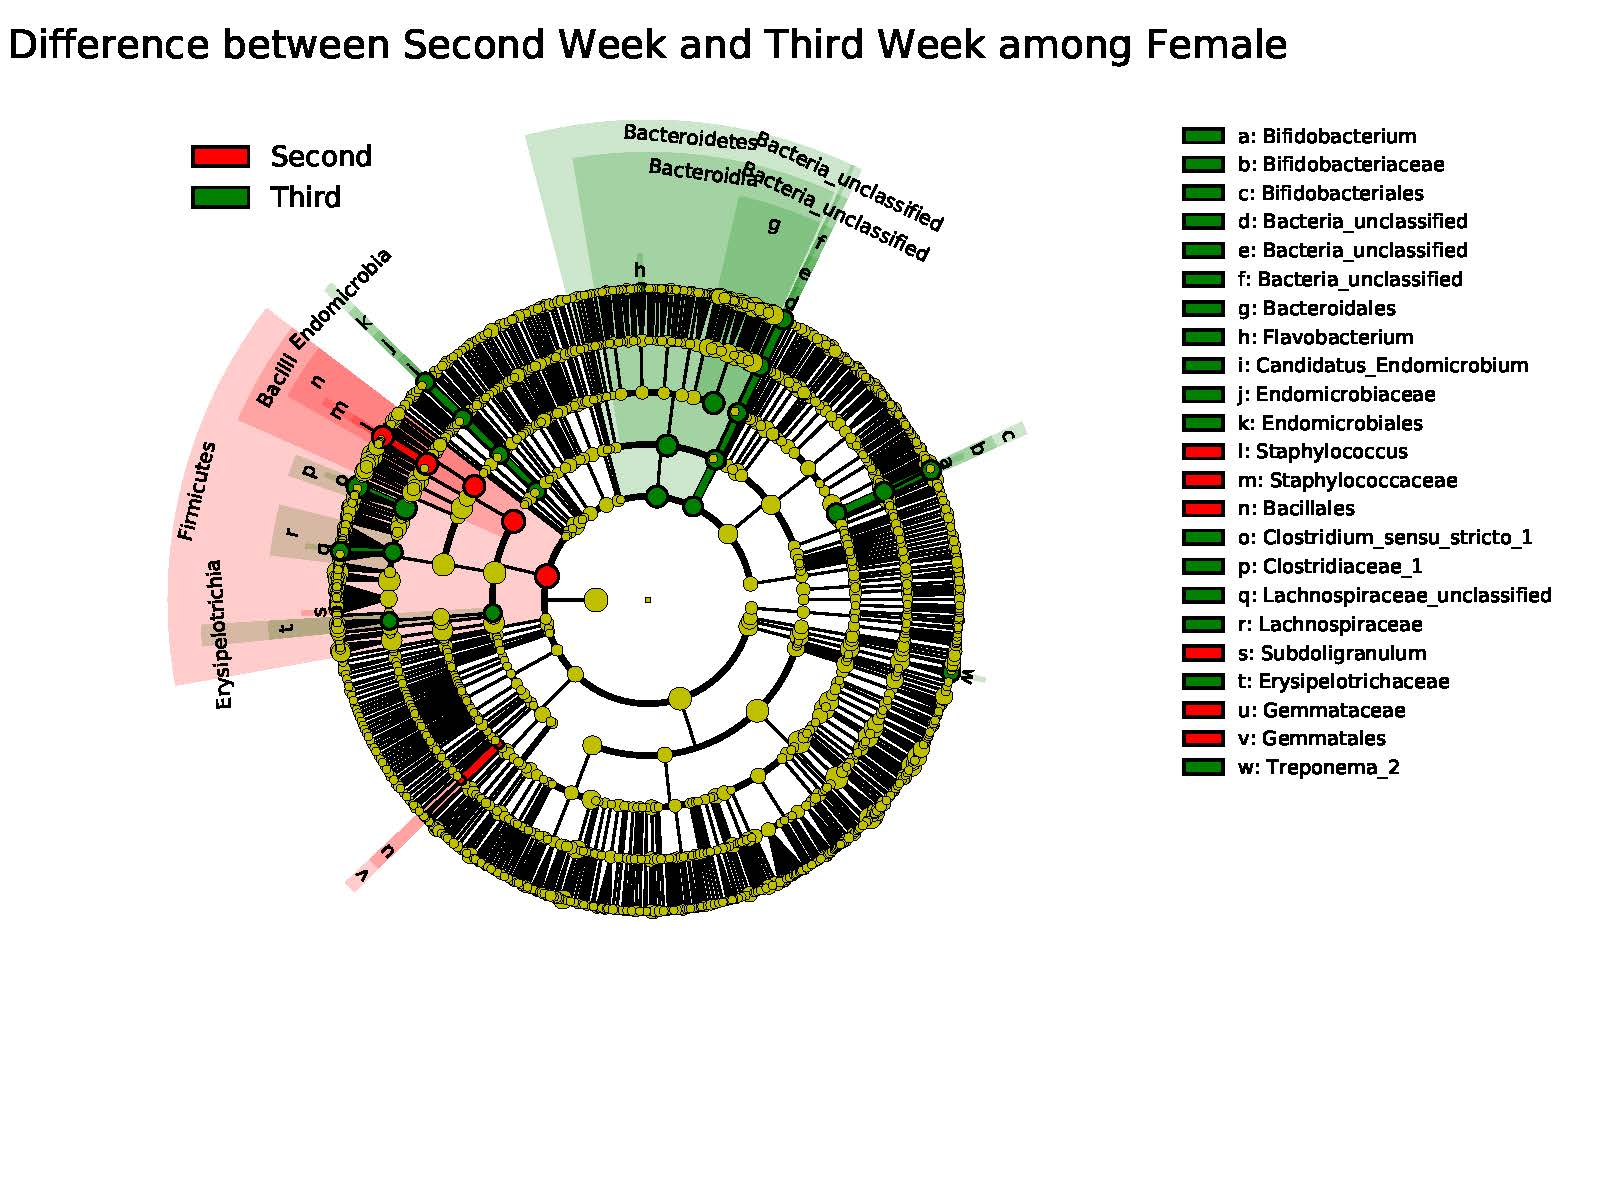 Difference between Second Week and Third Week among Female
Second
Third
Bacteroidetes
Bacteria_unclassified
Bacteroidia
Bacteria_unclassified
g
f
e
d
h
Endomicrobia
k
j
i
Bacilli
n
m
l
Firmicutes
p
o
r
q
Erysipelotrichia
s
t
u
v
c
b
a
w
a: Bifidobacterium
b: Bifidobacteriaceae
c: Bifidobacteriales
d: Bacteria_unclassified
e: Bacteria_unclassified
f: Bacteria_unclassified
g: Bacteroidales
h: Flavobacterium
i: Candidatus_Endomicrobium
j: Endomicrobiaceae
k: Endomicrobiales
l: Staphylococcus
m: Staphylococcaceae
n: Bacillales
o: Clostridium_sensu_stricto_1
p: Clostridiaceae_1
q: Lachnospiraceae_unclassified
r: Lachnospiraceae
s: Subdoligranulum
t: Erysipelotrichaceae
u: Gemmataceae
v: Gemmatales
w: Treponema_2